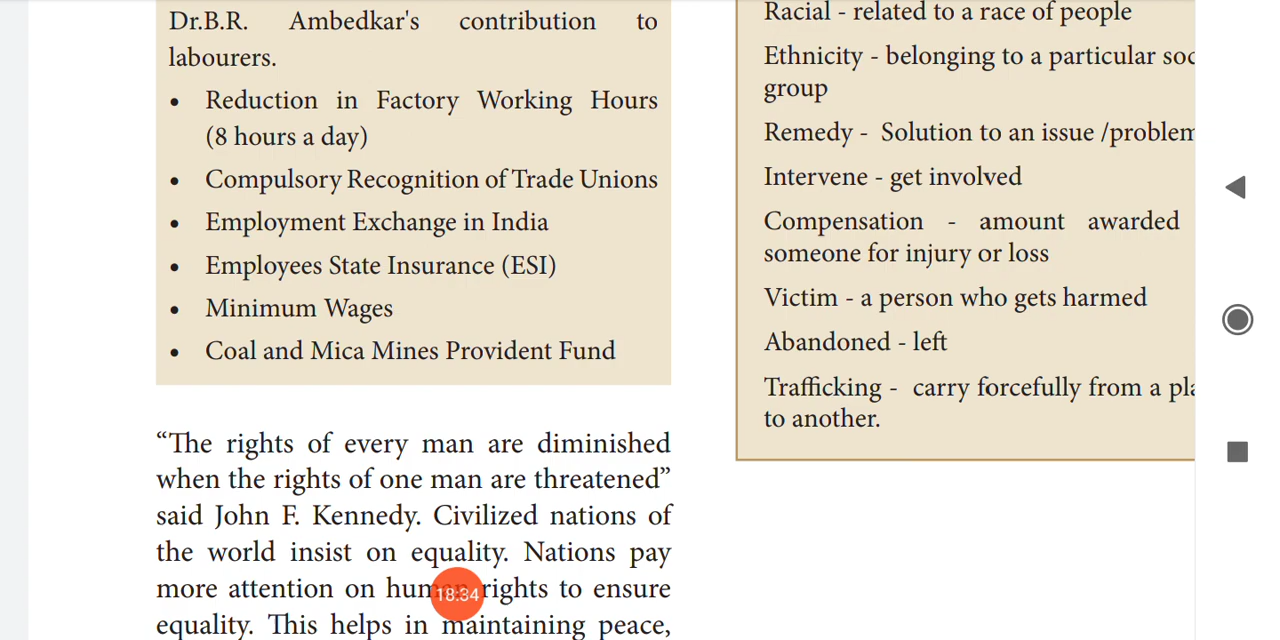 Dr.B.R. Ambedkar's contribution to
labourers.
• Reduction in Factory Working Hours
(8 hours a day)
• Compulsory Recognition of Trade Unions
• Employment Exchange in India
• Employees State Insurance (ESI)
• Minimum Wages
• Coal and Mica Mines Provident Fund
“The rights of every man are diminished
when the rights of one man are threatened”
said John F. Kennedy. Civilized nations of
the world insist on equality. Nations pay
more attention on human rights to ensure
equality. This helps in maintaining peace,
18:34
Racial - related to a race of people
Ethnicity - belonging to a particular soc
group
Remedy - Solution to an issue /problem
Intervene - get involved
Compensation - amount awarded
someone for injury or loss
Victim - a person who gets harmed
Abandoned - left
Trafficking - carry forcefully from a pla
to another.